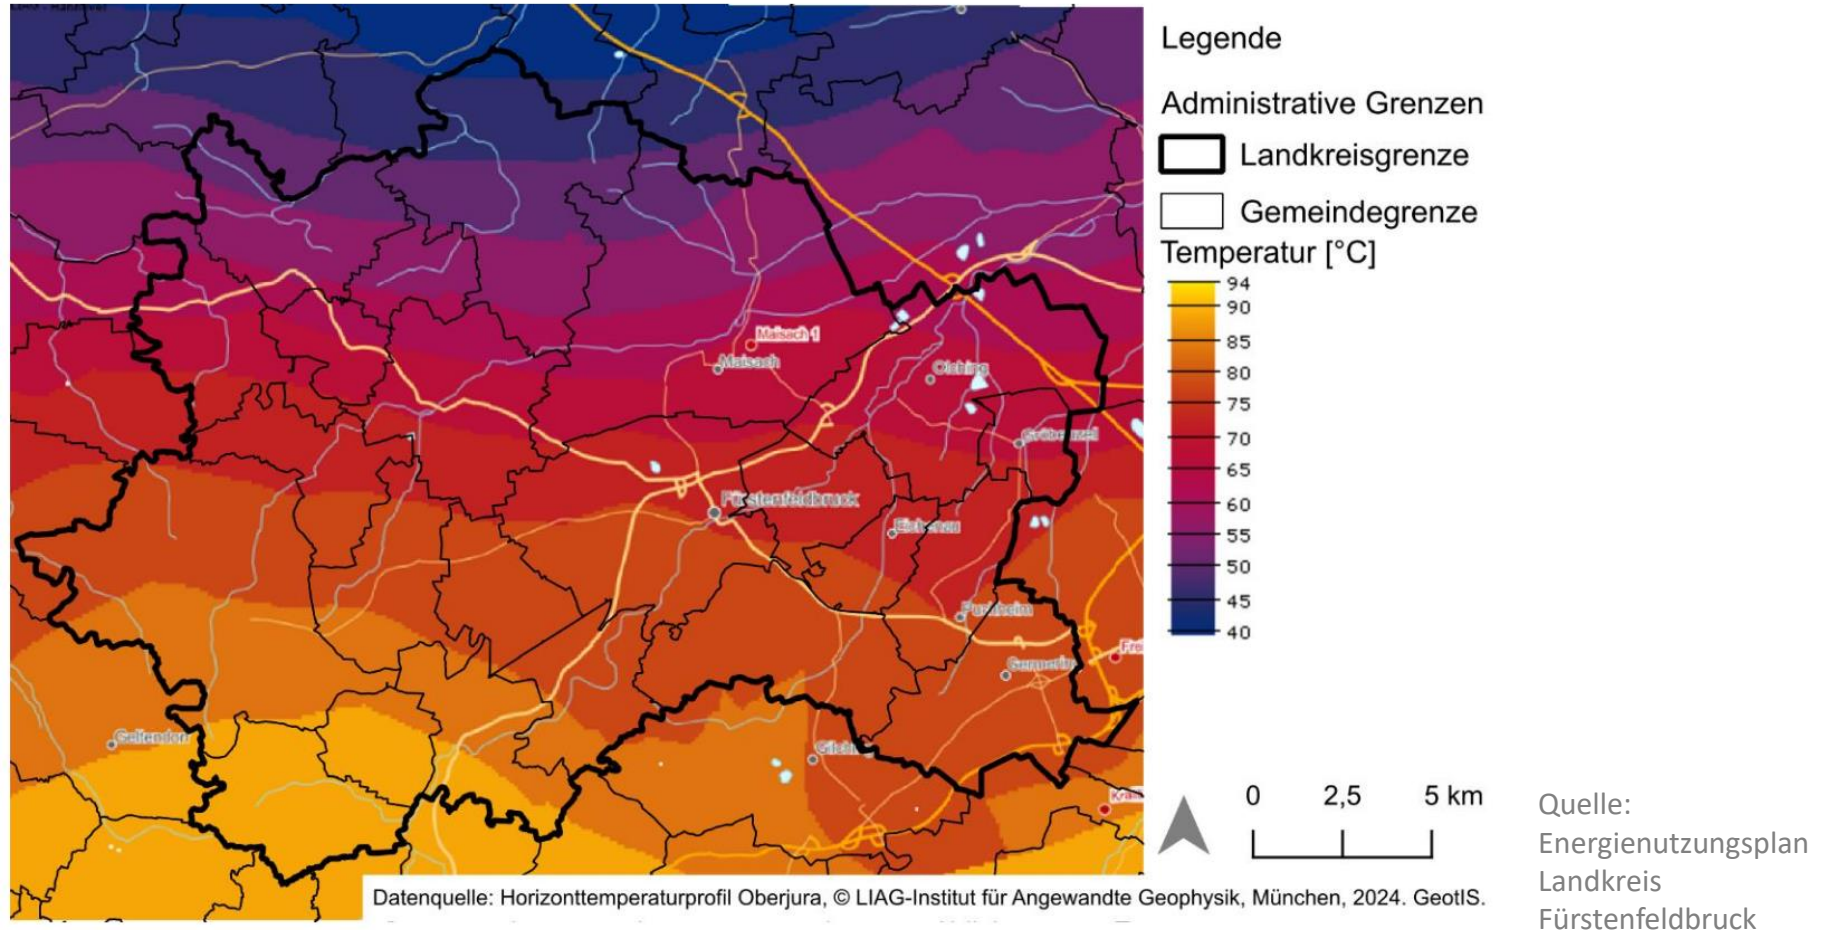 Legende
Administrative Grenzen
Landkreisgrenze
Gemeindegrenze
Temperatur [°C]
94
90
85
80
75
70
65
60
55
50
45
40
Maisach 1
Maisach
Olching
Gröbenzell
Fürstenfeldbruck
Eichenau
Puchheim
Germerin
Geltendorf
0 2,5 5 km
Quelle:
Energienutzungsplan
Landkreis
Fürstenfeldbruck
Datenquelle: Horizonttemperaturprofil Oberjura, © LIAG-Institut für Angewandte Geophysik, München, 2024. GeotIS.